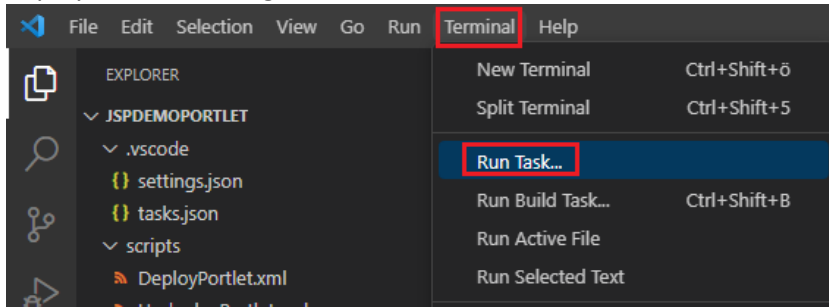 File Edit Selection View Go Run Terminal Help
EXPLORER
JSPDEMOPORTLET
.vscode
{} settings.json
{} tasks.json
scripts
DeployPortlet.xml
New Terminal Ctrl+Shift+ö
Split Terminal Ctrl+Shift+5
Run Task...
Run Build Task... Ctrl+Shift+B
Run Active File
Run Selected Text